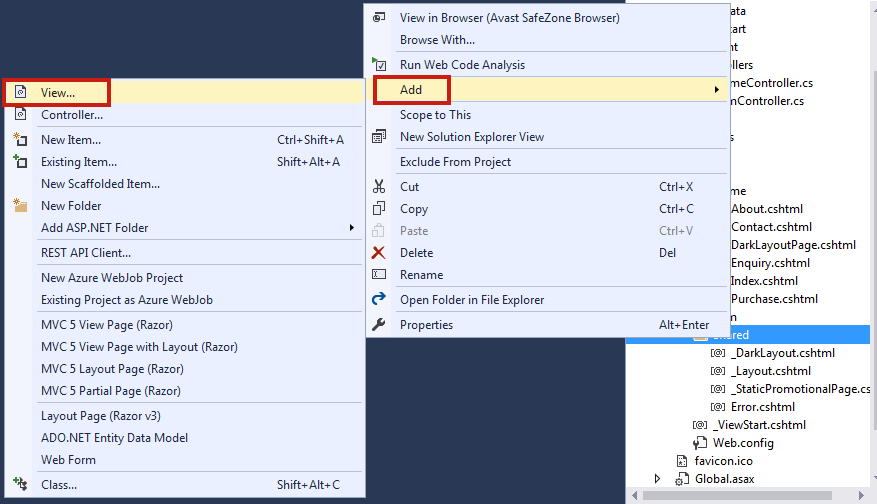 View in Browser (Avast SafeZone Browser)
Browse With...
Run Web Code Analysis
Add
Scope to This
New Solution Explorer View
Exclude From Project
Cut Ctrl+X
Copy Ctrl+C
Paste Ctrl+V
Delete Del
Rename
Open Folder in File Explorer
Properties Alt+Enter
View...
Controller...
New Item... Ctrl+Shift+A
Existing Item... Shift+Alt+A
New Scaffolded Item...
New Folder
Add ASP.NET Folder
REST API Client...
New Azure WebJob Project
Existing Project as Azure WebJob
MVC 5 View Page (Razor)
MVC 5 View Page with Layout (Razor)
MVC 5 Layout Page (Razor)
MVC 5 Partial Page (Razor)
Layout Page (Razor v3)
ADO.NET Entity Data Model
Web Form
Class... Shift+Alt+C
ata
tart
nt
llers
meController.cs
mController.cs
s
me
About.cshtml
Contact.cshtml
DarkLayoutPage.cshtml
Enquiry.cshtml
Index.cshtml
Purchase.cshtml
m
Shared
_DarkLayout.cshtml
_Layout.cshtml
_StaticPromotionalPage.cs
Error.cshtml
_ViewStart.cshtml
Web.config
favicon.ico
Global.asax